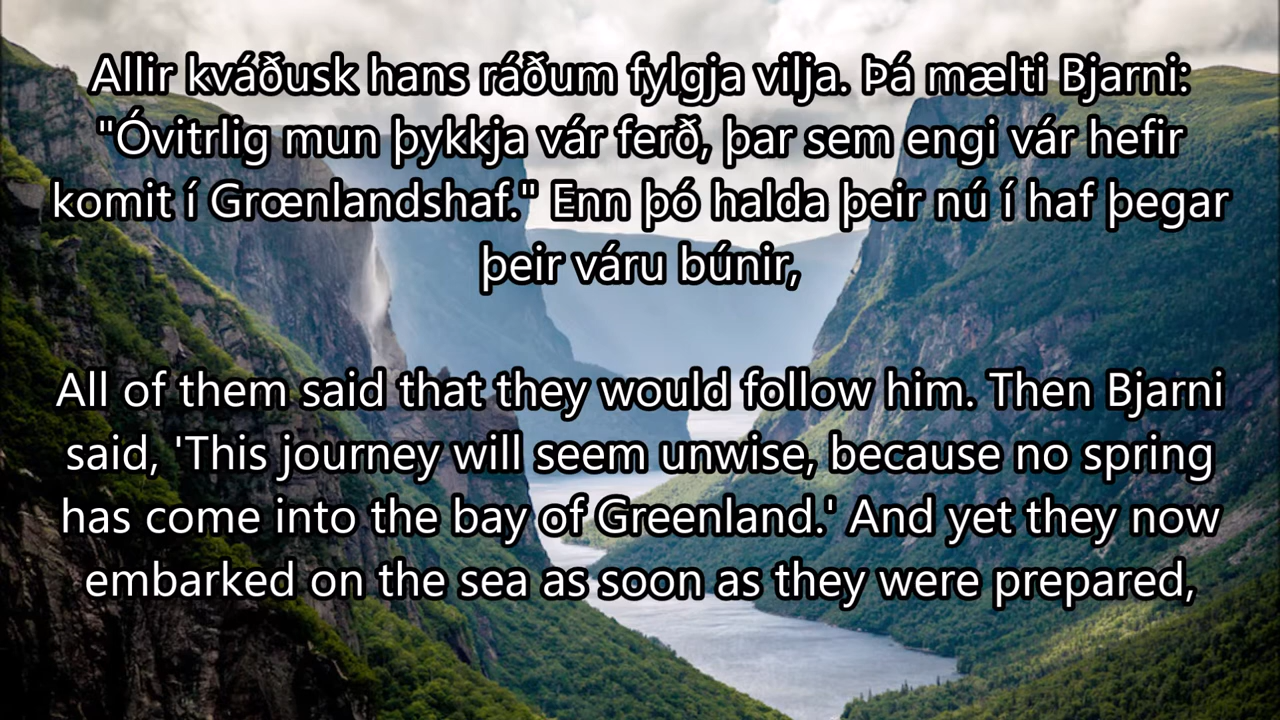 Allir kváðusk hans ráðum fylgja vilja. Þá mælti Bjarni:
"Óvitrlig mun þykkja vár ferð, þar sem engi vár hefir
komit í Grœnlandshaf." Enn þó halda þeir nú í haf þegar
þeir váru búnir,
All of them said that they would follow him. Then Bjarni
said, 'This journey will seem unwise, because no spring
has come into the bay of Greenland.' And yet they now
embarked on the sea as soon as they were prepared,